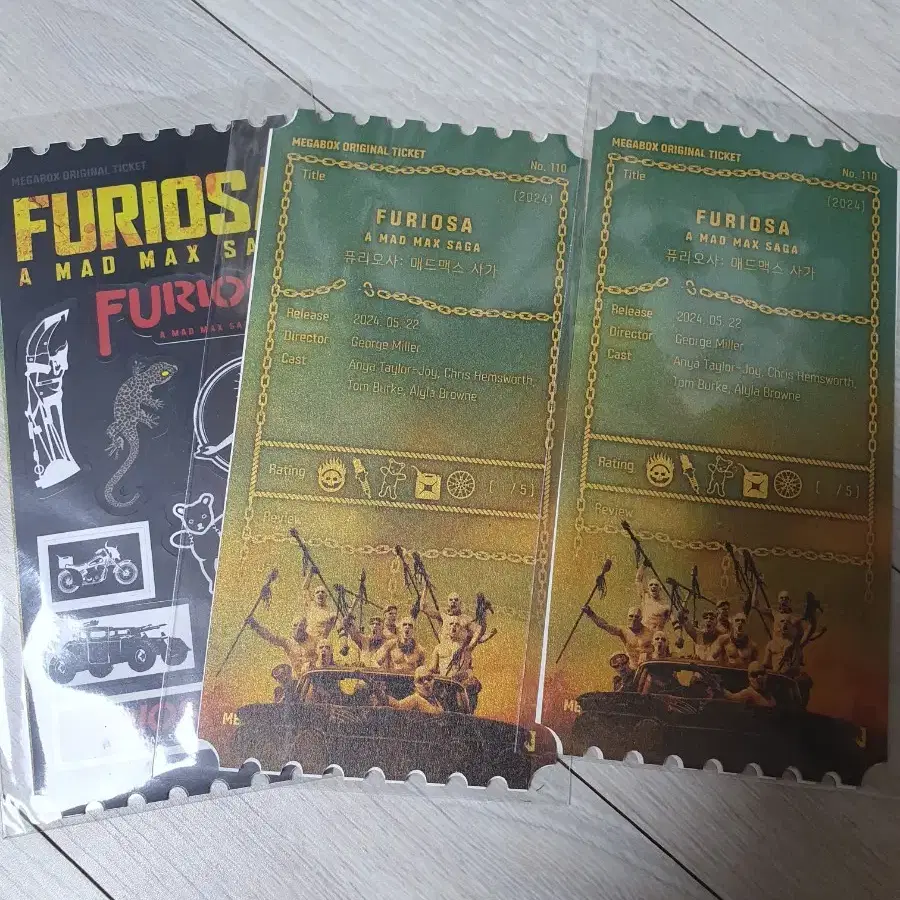 MEGABOX ORIGINAL TICKET
FURIOSA
A MAD MAX SAGA
FURIO
A MAD MAX SA
MEGABOX ORIGINAL TICKET
No. 110
Title
(2024)
FURIOSA
A MAD MAX SAGA
퓨리오사: 매드맥스 사가
Release 2024. 05. 22
Director George Miller
Cast Anya Taylor-Joy, Chris Hemsworth,
Tom Burke, Alyla Browne
Rating ( /5)
Review
ME
MEGABOX ORIGINAL TICKET
No. 110
Title
(2024)
FURIOSA
A MAD MAX SAGA
퓨리오사: 매드맥스 사가
Release 2024. 05. 22
Director George Miller
Cast Anya Taylor-Joy, Chris Hemsworth,
Tom Burke, Alyla Browne
Rating ( /5)
Review
ME